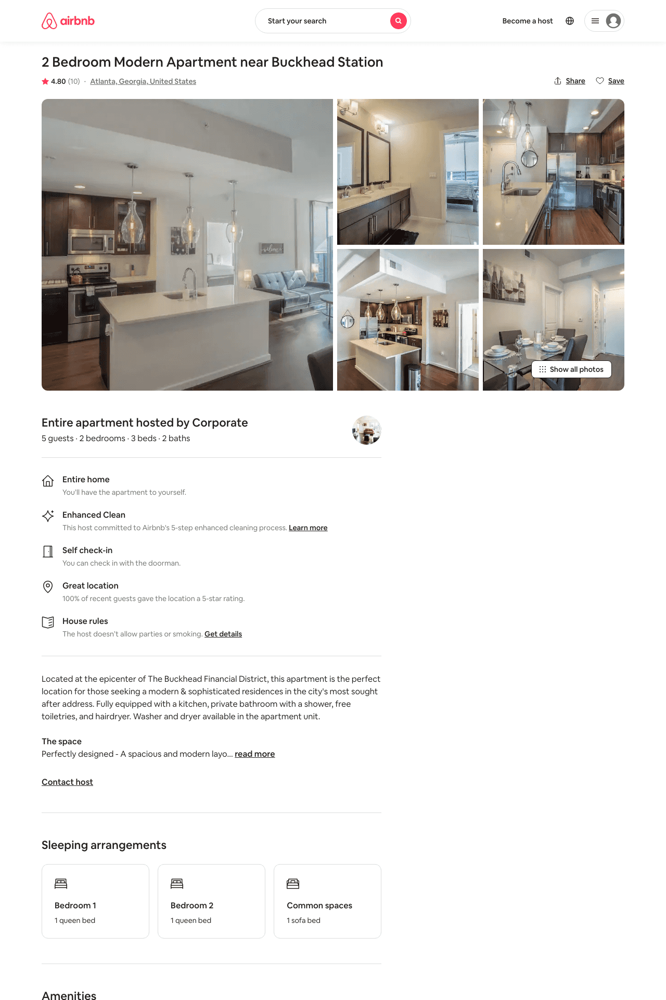 airbnb
Start your search
Become a host
2 Bedroom Modern Apartment near Buckhead Station
4.80 (10) · Atlanta, Georgia, United States
Share
Save
welcome
Show all photos
Entire apartment hosted by Corporate
5 guests · 2 bedrooms · 3 beds · 2 baths
Entire home
You'll have the apartment to yourself.
Enhanced Clean
This host committed to Airbnb's 5-step enhanced cleaning process. Learn more
Self check-in
You can check in with the doorman.
Great location
100% of recent guests gave the location a 5-star rating.
House rules
The host doesn't allow parties or smoking. Get details
Located at the epicenter of The Buckhead Financial District, this apartment is the perfect
location for those seeking a modern & sophisticated residences in the city's most sought
after address. Fully equipped with a kitchen, private bathroom with a shower, free
toiletries, and hairdryer. Washer and dryer available in the apartment unit.
The space
Perfectly designed - A spacious and modern layo... read more
Contact host
Sleeping arrangements
Bedroom 1
1 queen bed
Bedroom 2
1 queen bed
Common spaces
1 sofa bed
Amenities